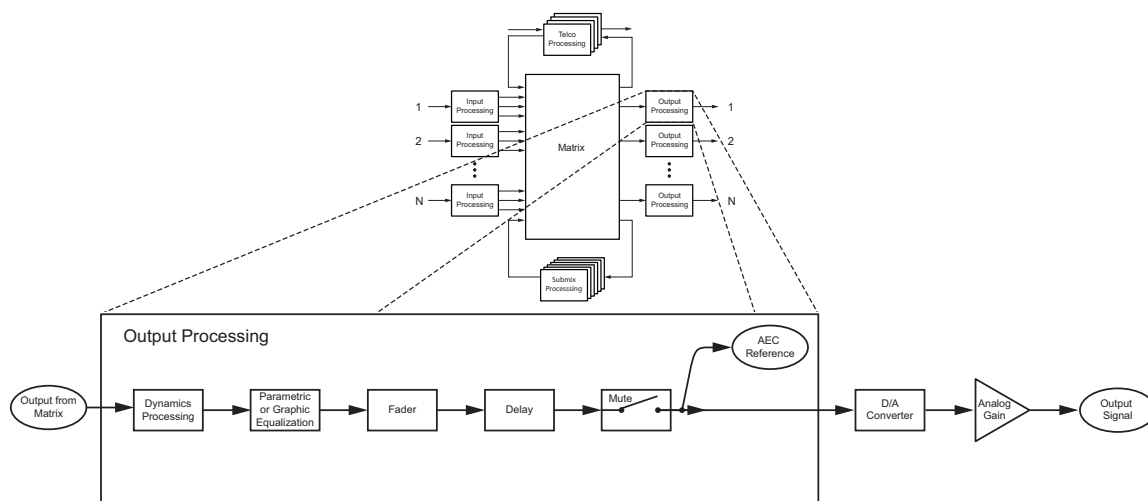 Telco
Processing
1
Input
Processing
Output
Processing
1
2
Input
Processing
Matrix
Output
Processing
2
N
Input
Processing
Output
Processing
N
Submix
Processsing
Output Processing
AEC
Reference
Output from
Matrix
Dynamics
Processing
Parametric
or Graphic
Equalization
Fader
Delay
Mute
D/A
Converter
Analog
Gain
Output
Signal